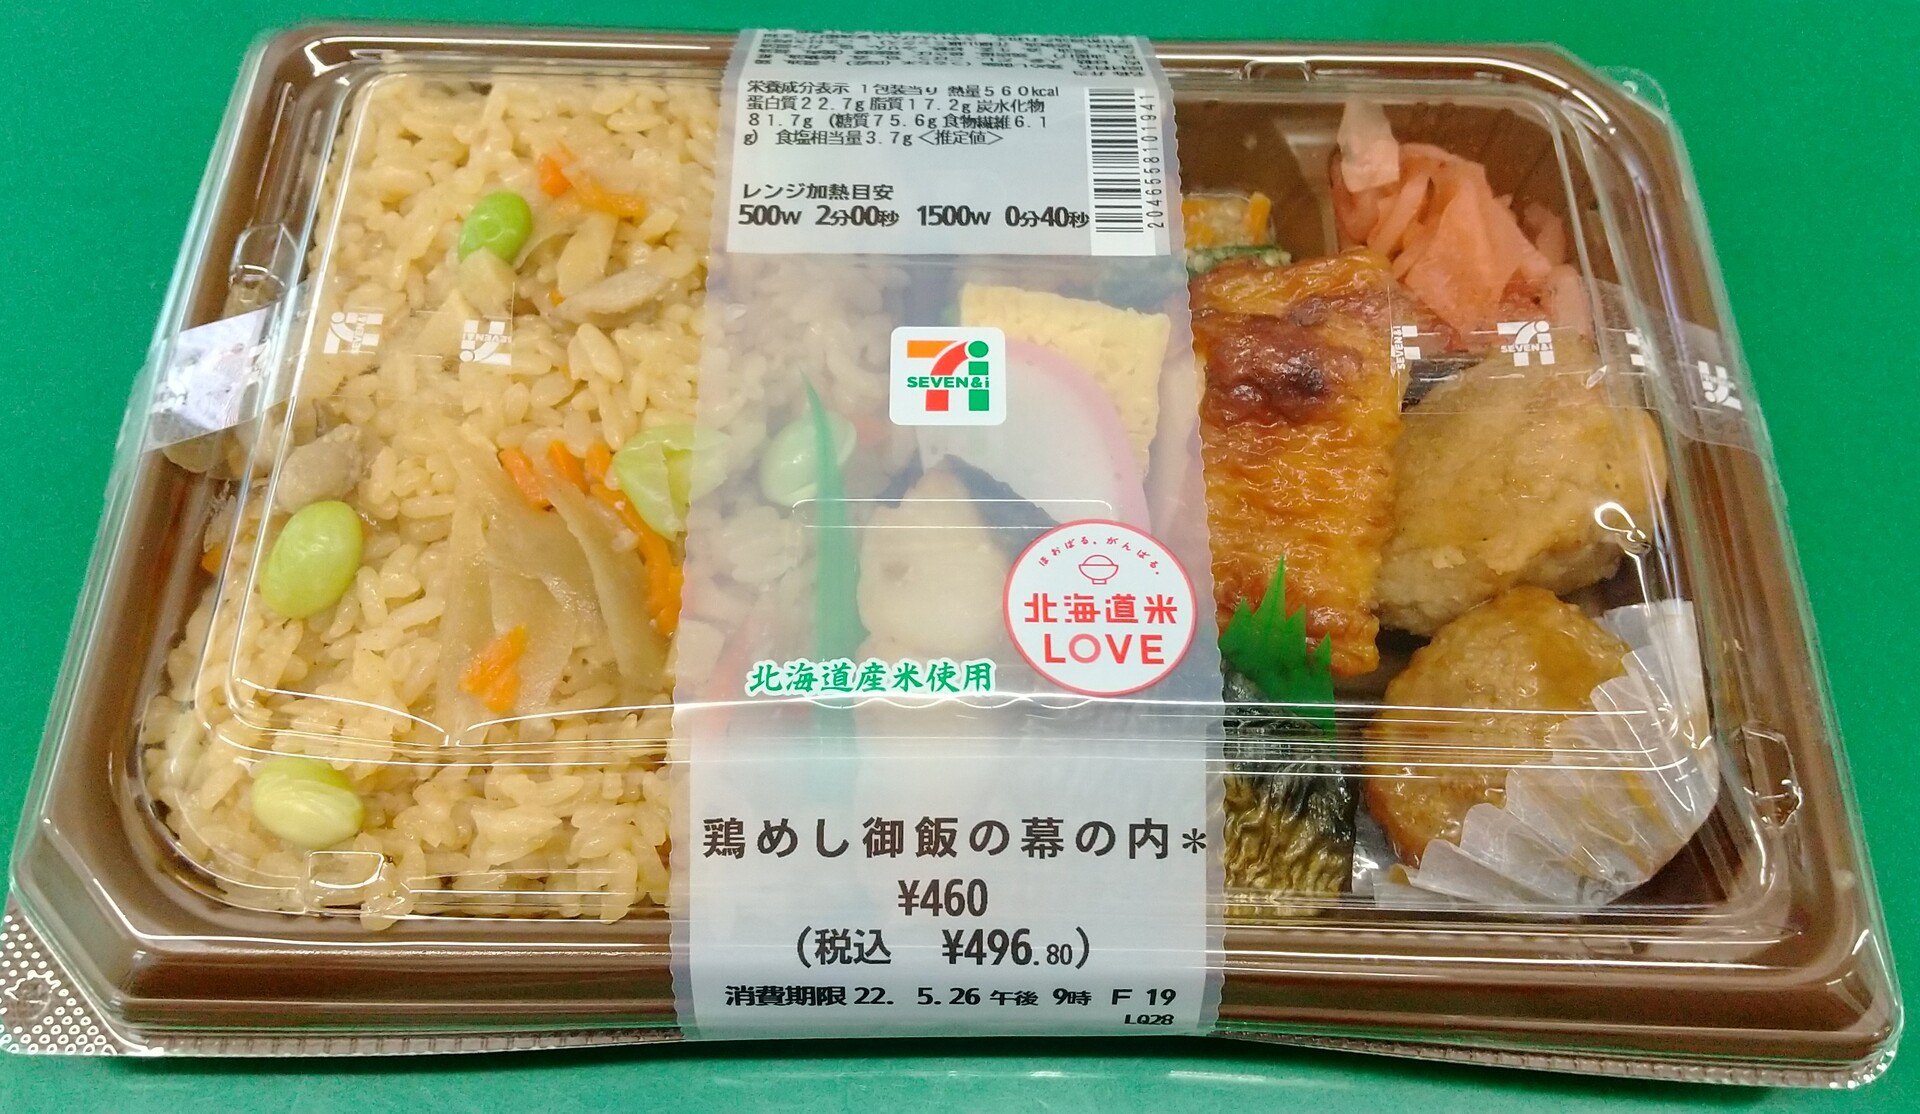 栄養成分表示 1包装当り 熱量560kcal
蛋白質22.7g 脂質17.2g 炭水化物
81.7g (糖質75.6g 食物繊維6.1
g) 食塩相当量3.7g <推定値>
レンジ加熱目安
500W 2分00秒 1500W 0分40秒
2046558101941
SEVEN&i
SEVEN&i
SEVEN&i
SEVEN&i
SEVEN&i
ほおばる。がんばる。
北海道米
LOVE
北海道産米使用
鶏めし御飯の幕の内*
¥460
(税込 ¥496.80)
消費期限 22. 5.26 午後 9時 F 19
LQ28